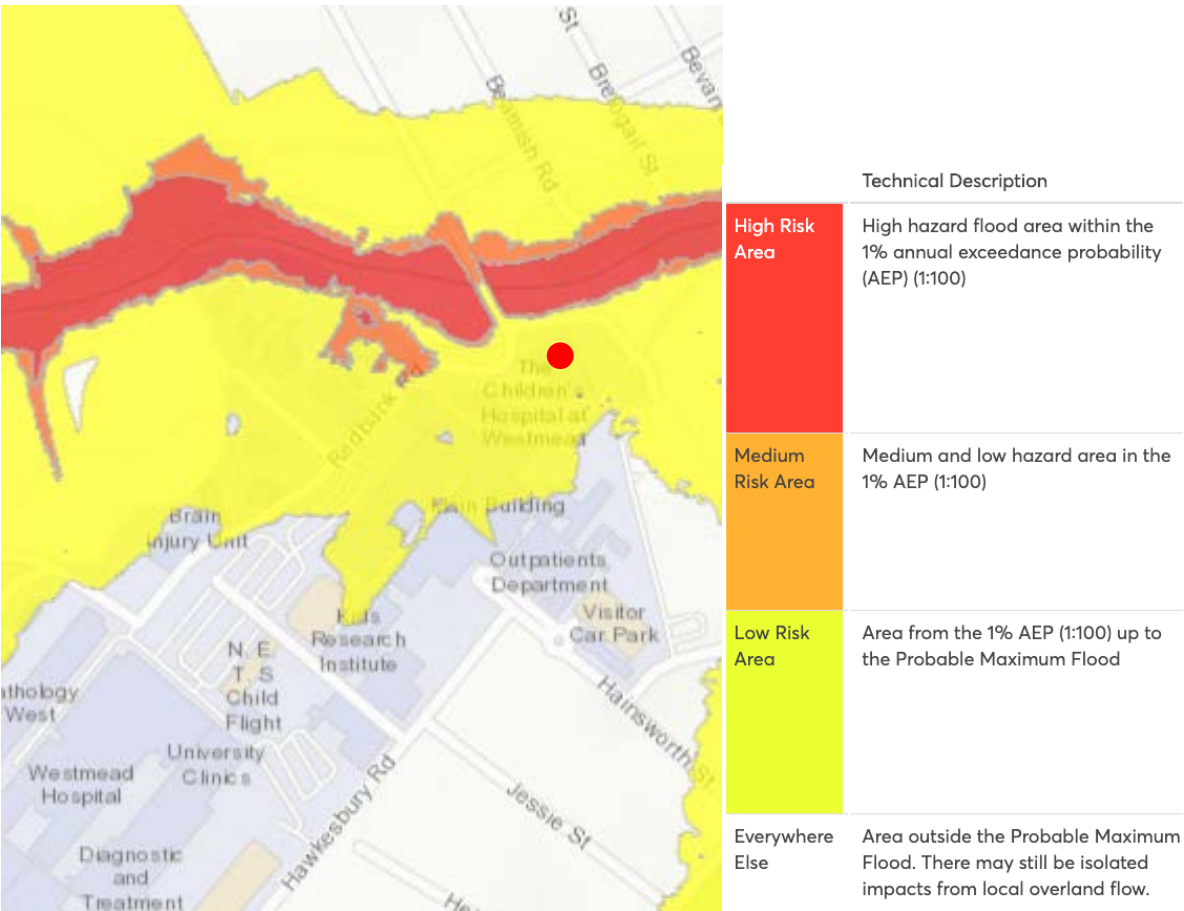 St
Bevan
Beamish Rd
Bretogail St
The
Children's
Hospital at
Westmead
Redbank Rd
Klein Building
Brain
Injury Unit
Outpatients
Department
Visitor
Car Park
Kids
Research
Institute
N. E
T S
Child
Flight
athology
West
Hainsworth St
University
Clinics
Westmead
Hospital
Jessie St
Hawkesbury Rd
Diagnostic
and
Treatment
He
Technical Description
High Risk
Area
High hazard flood area within the
1% annual exceedance probability
(AEP) (1:100)
Medium
Risk Area
Medium and low hazard area in the
1% AEP (1:100)
Low Risk
Area
Area from the 1% AEP (1:100) up to
the Probable Maximum Flood
Everywhere
Else
Area outside the Probable Maximum
Flood. There may still be isolated
impacts from local overland flow.